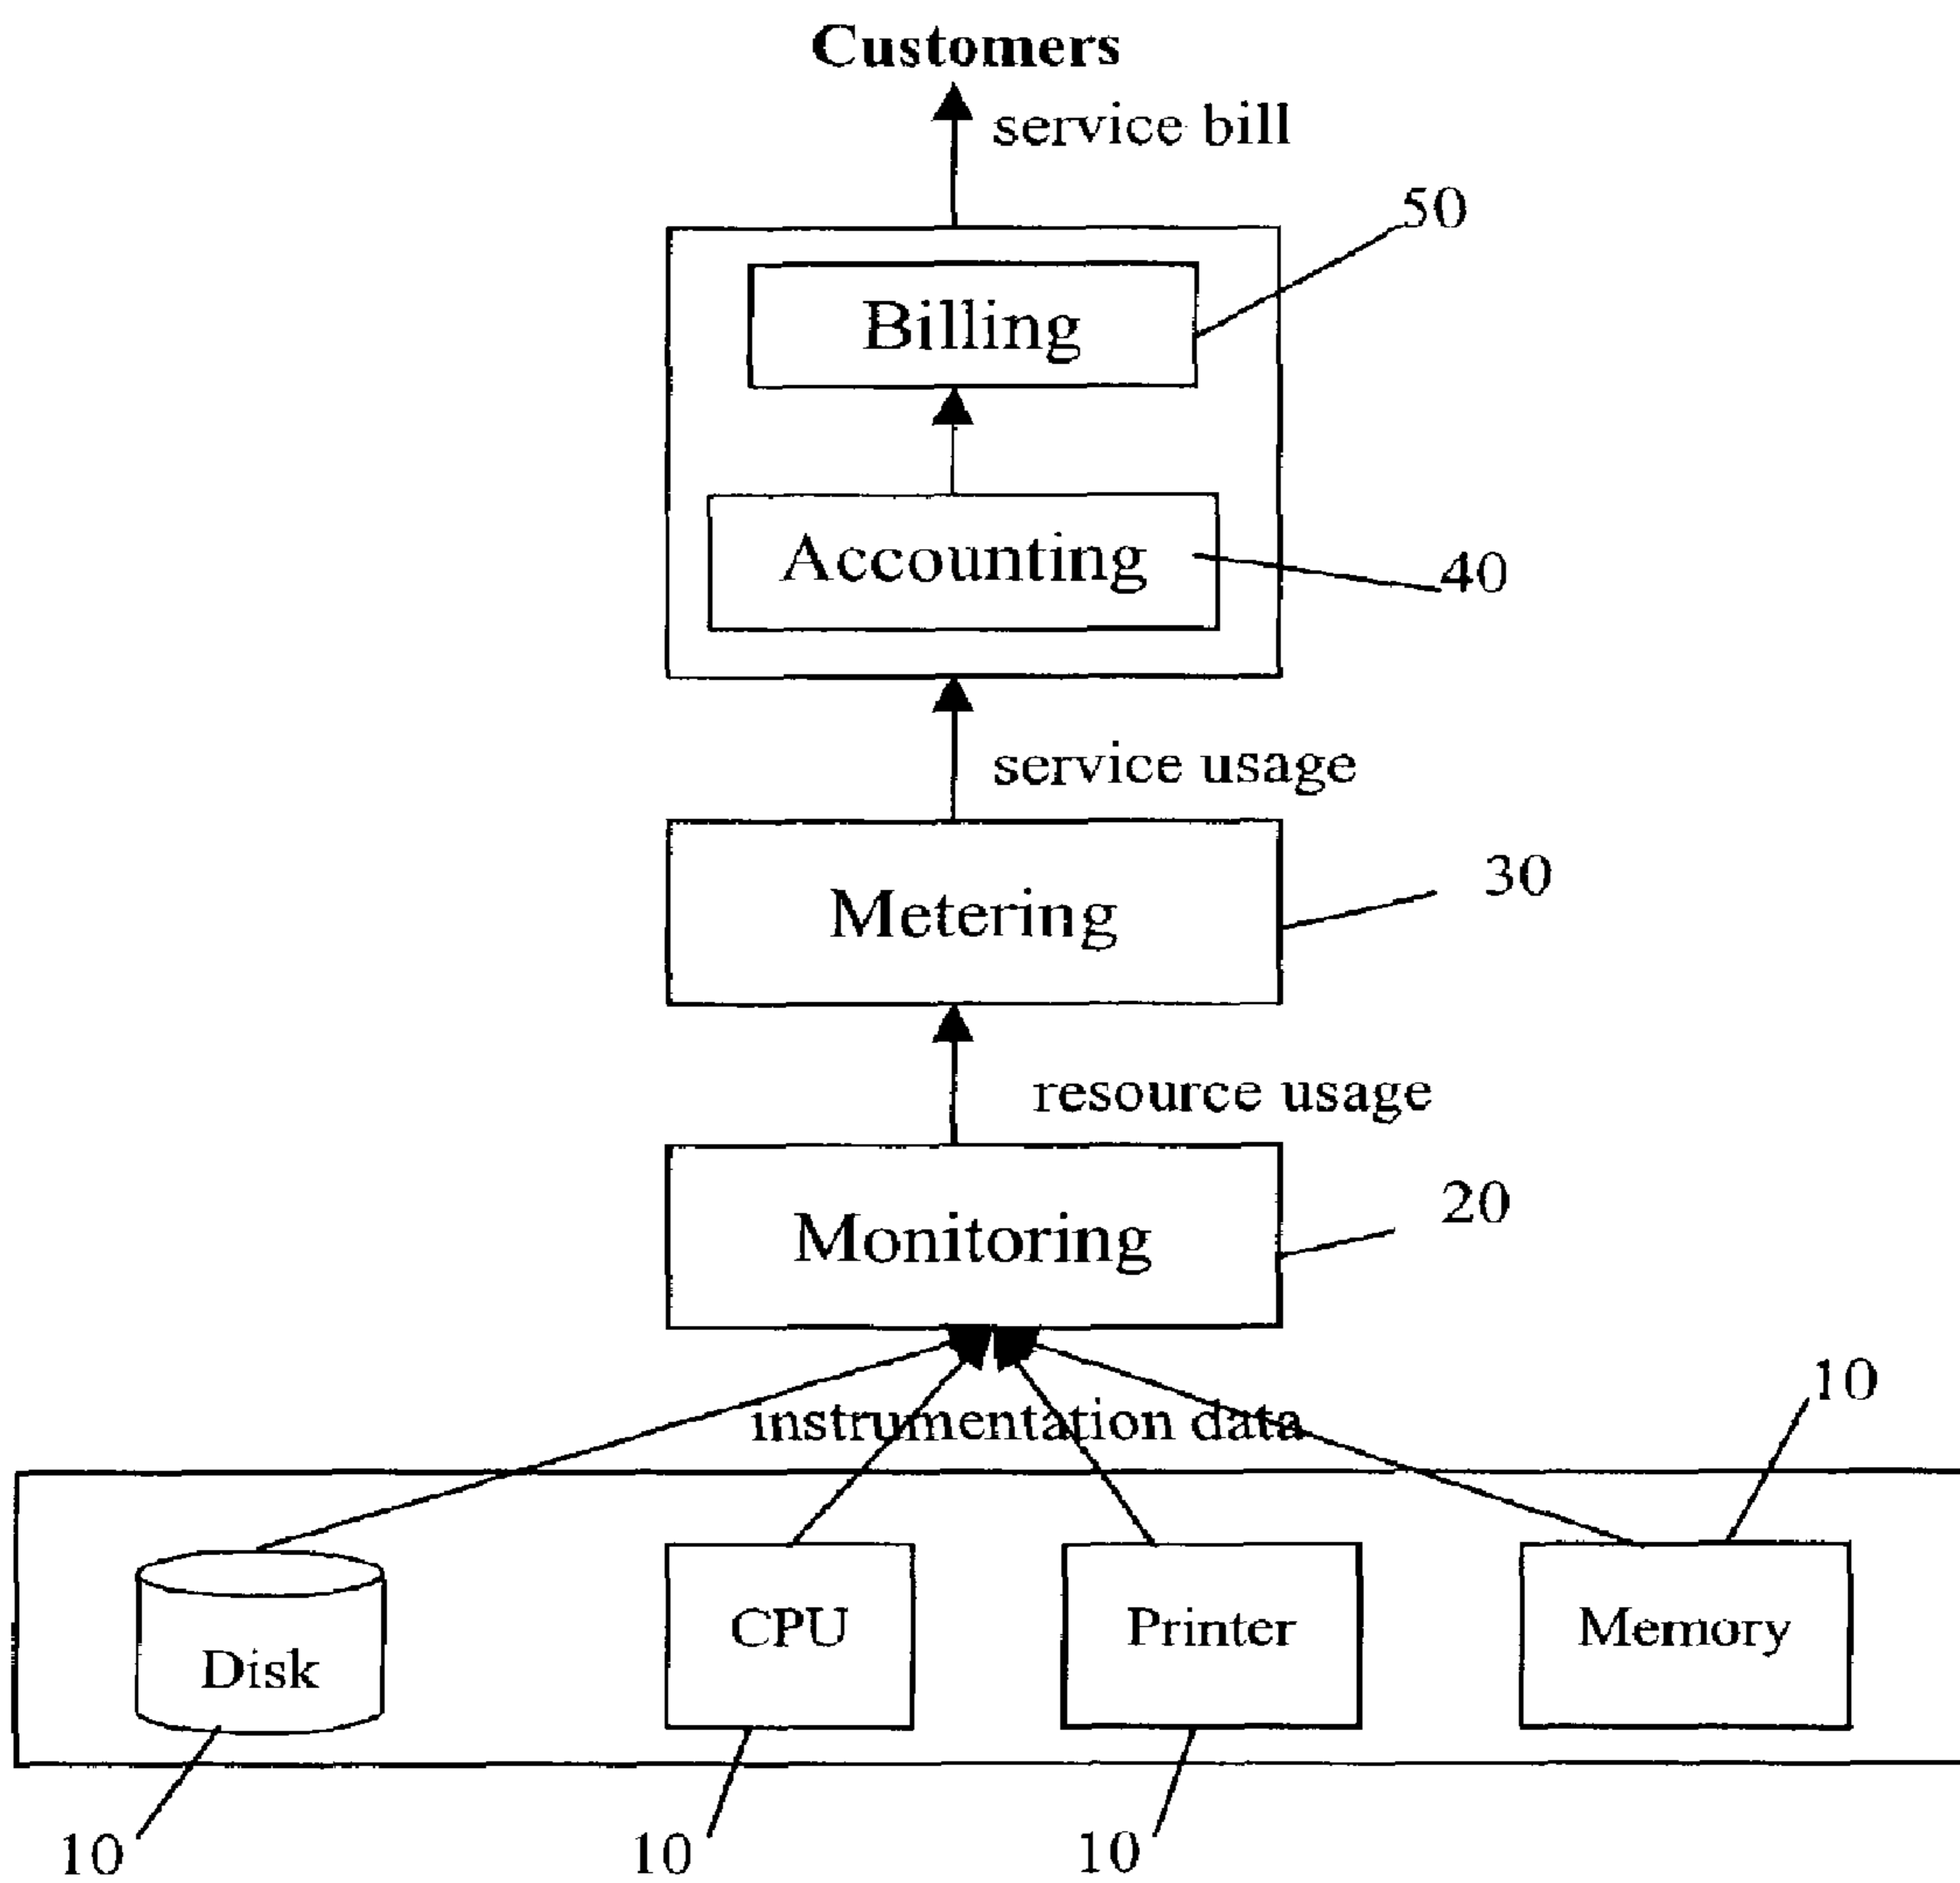 Customers
service bill
50
Billing
Accounting
40
service usage
30
Metering
resource usage
20
Monitoring
10
instrumentation data
CPU
Printer
Memory
Disk
10
10
10